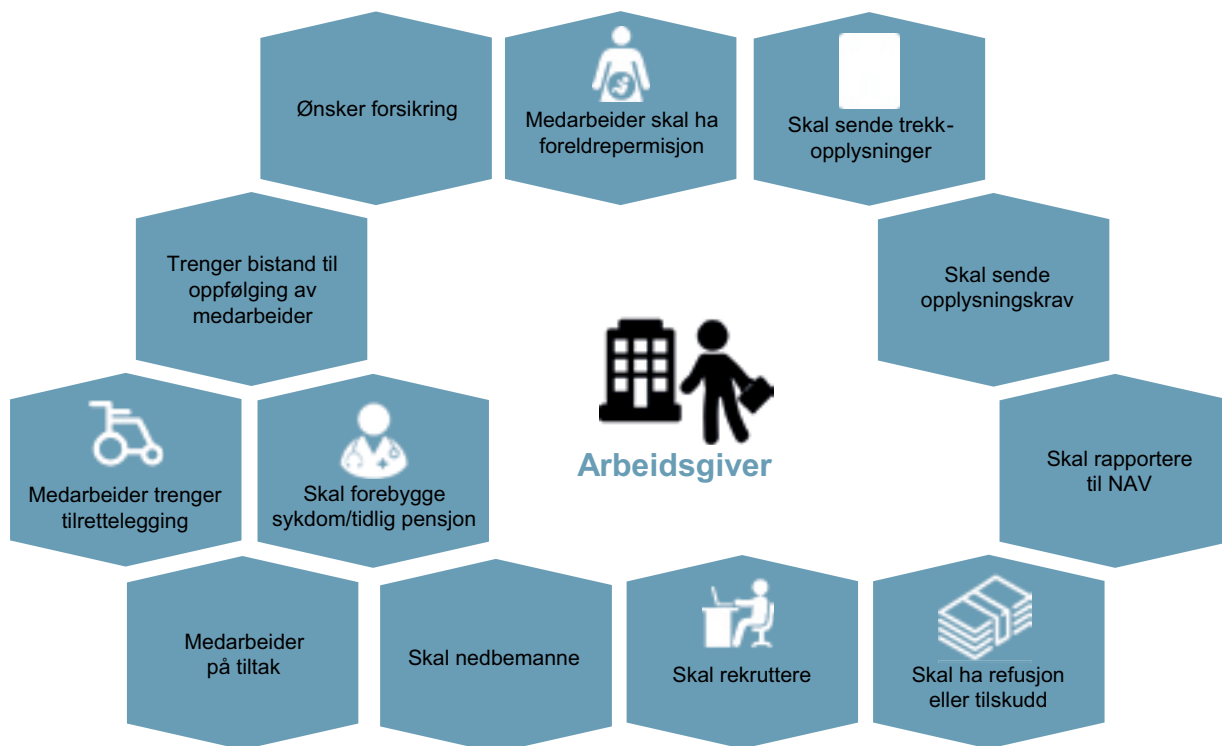 Ønsker forsikring
Medarbeider skal ha
foreldrepermisjon
Skal sende trekk-
opplysninger
Trenger bistand til
oppfølging av
medarbeider
Skal sende
opplysningskrav
Arbeidsgiver
Medarbeider trenger
tilrettelegging
Skal forebygge
sykdom/tidlig pensjon
Skal rapportere
til NAV
Medarbeider
på tiltak
Skal nedbemanne
Skal rekruttere
Skal ha refusjon
eller tilskudd